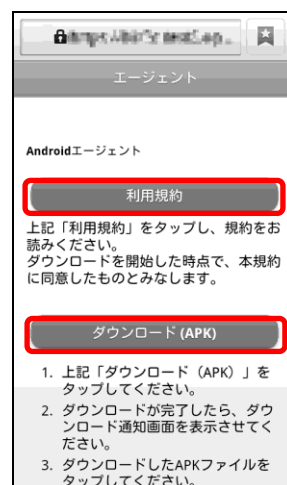 エージェント
Androidエージェント
利用規約
上記「利用規約」をタップし、規約をお
読みください。
ダウンロードを開始した時点で、本規約
に同意したものとみなします。
ダウンロード (APK)
1. 上記「ダウンロード（APK）」を
タップしてください。
2. ダウンロードが完了したら、ダウ
ンロード通知画面を表示させてく
ださい。
3. ダウンロードしたAPKファイルを
タップしてください。